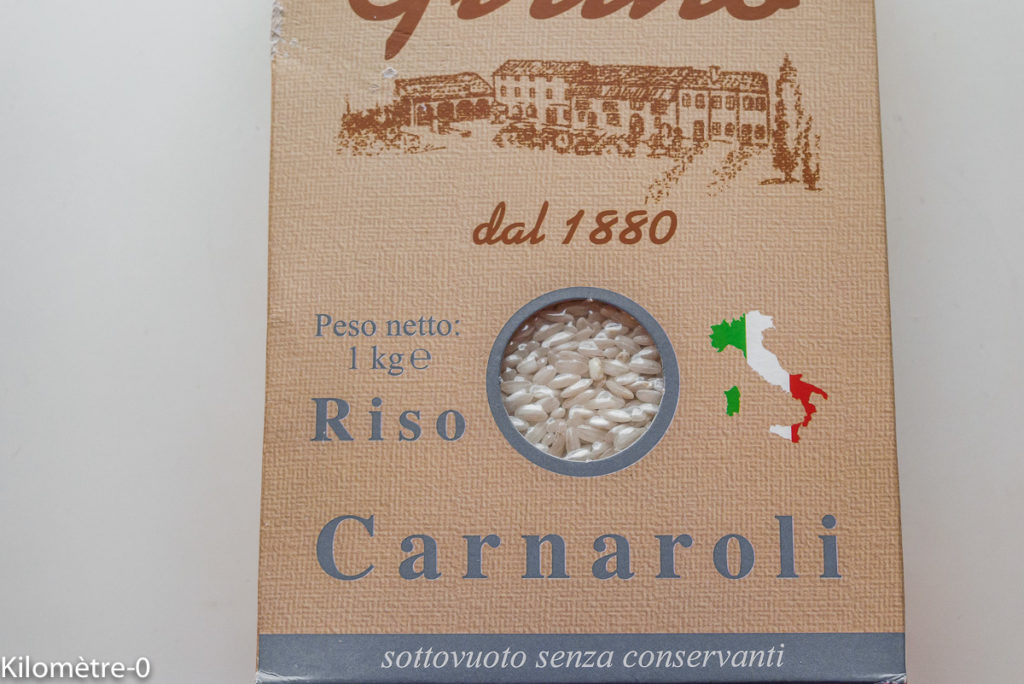 dal 1880
Peso netto:
1 kg ℮
Riso
Carnaroli
sottovuoto senza conservanti
Kilomètre-0